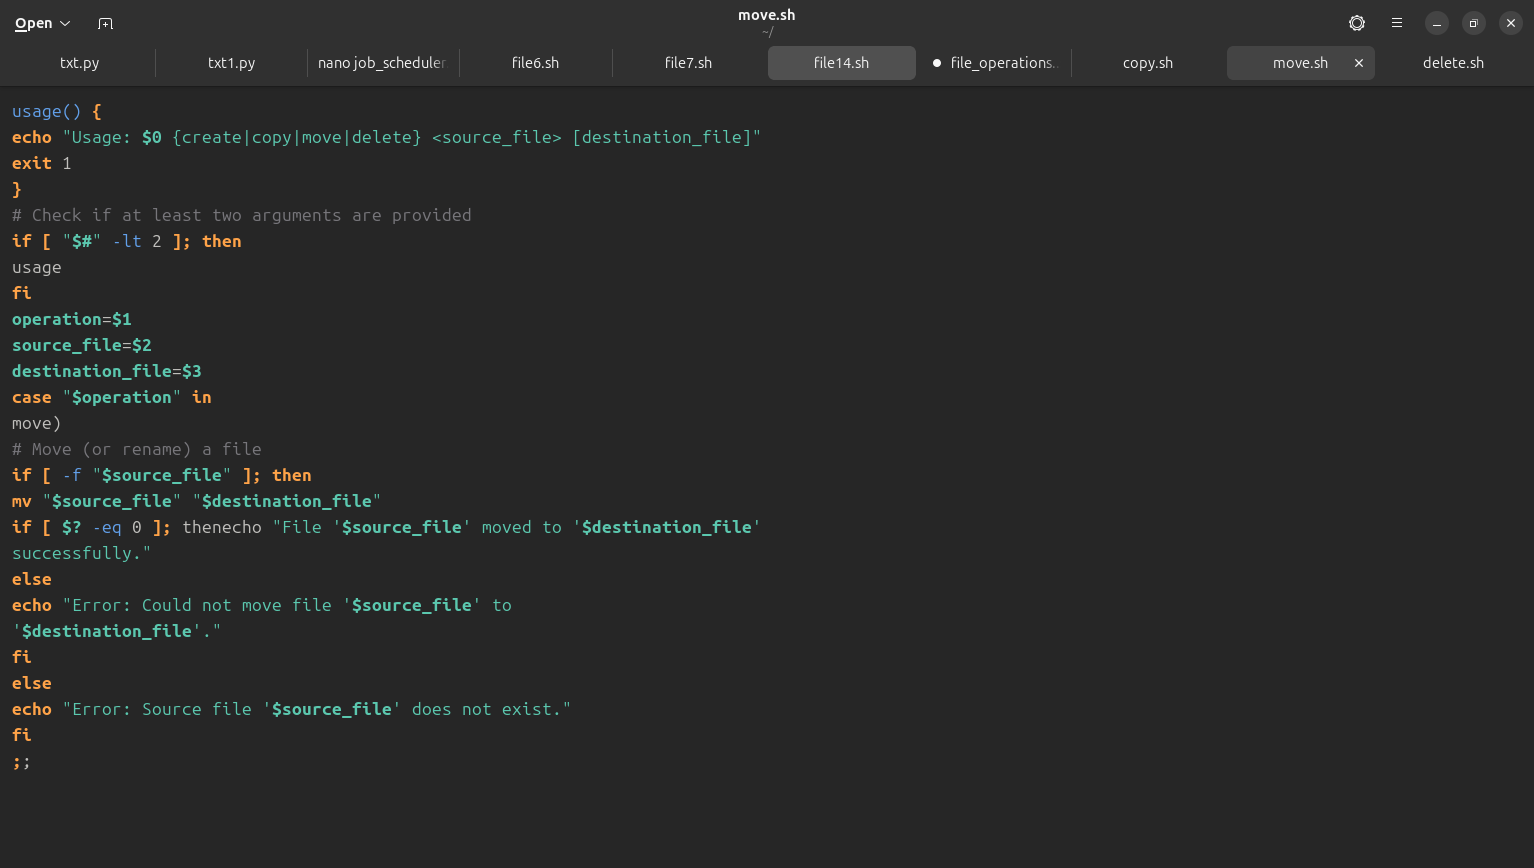 Open
move.sh
~/
txt.py
txt1.py
nano job_scheduler
file6.sh
file7.sh
file14.sh
file_operations.
copy.sh
move.sh
delete.sh
usage() {
echo "Usage: $0 {create|copy|move|delete} <source_file> [destination_file]"
exit 1
}
# Check if at least two arguments are provided
if [ "$#" -lt 2 ]; then
usage
fi
operation=$1
source_file=$2
destination_file=$3
case "$operation" in
move)
# Move (or rename) a file
if [ -f "$source_file" ]; then
mv "$source_file" "$destination_file"
if [ $? -eq 0 ]; thenecho "File '$source_file' moved to '$destination_file'
successfully."
else
echo "Error: Could not move file '$source_file' to
'$destination_file'."
fi
else
echo "Error: Source file '$source_file' does not exist."
fi
;;